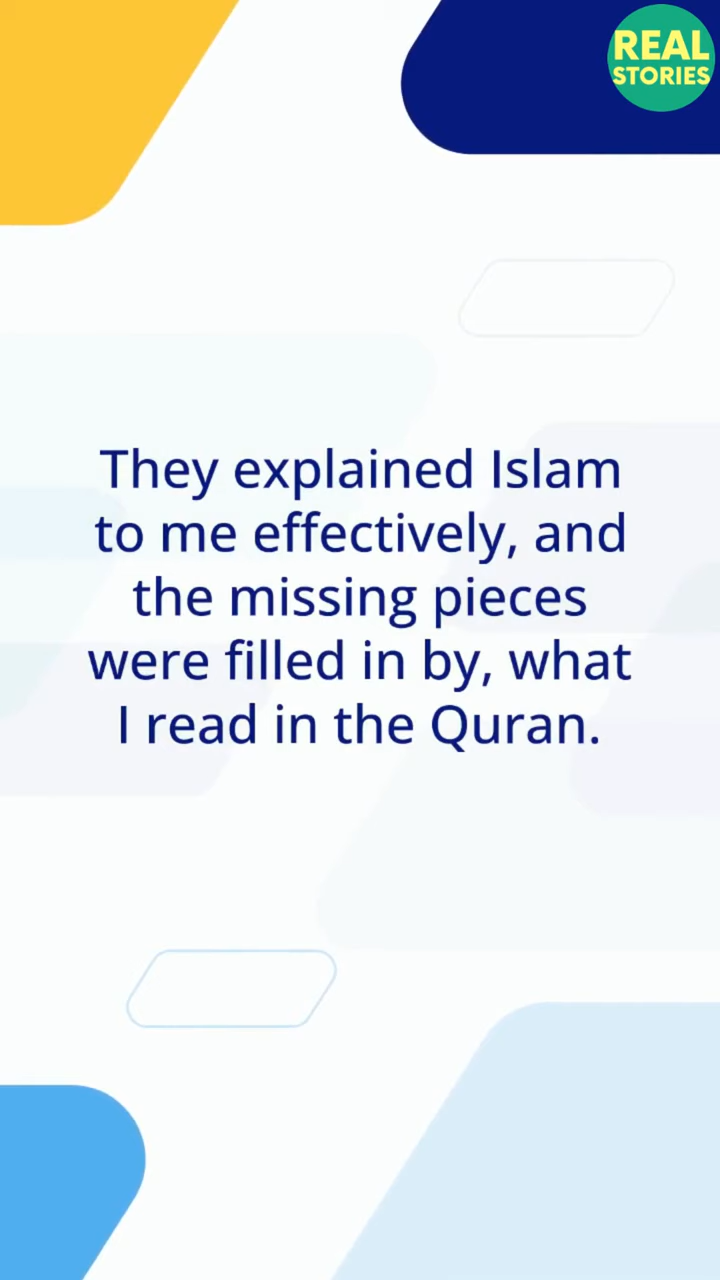 REAL
STORIES
They explained Islam
to me effectively, and
the missing pieces
were filled in by, what
I read in the Quran.